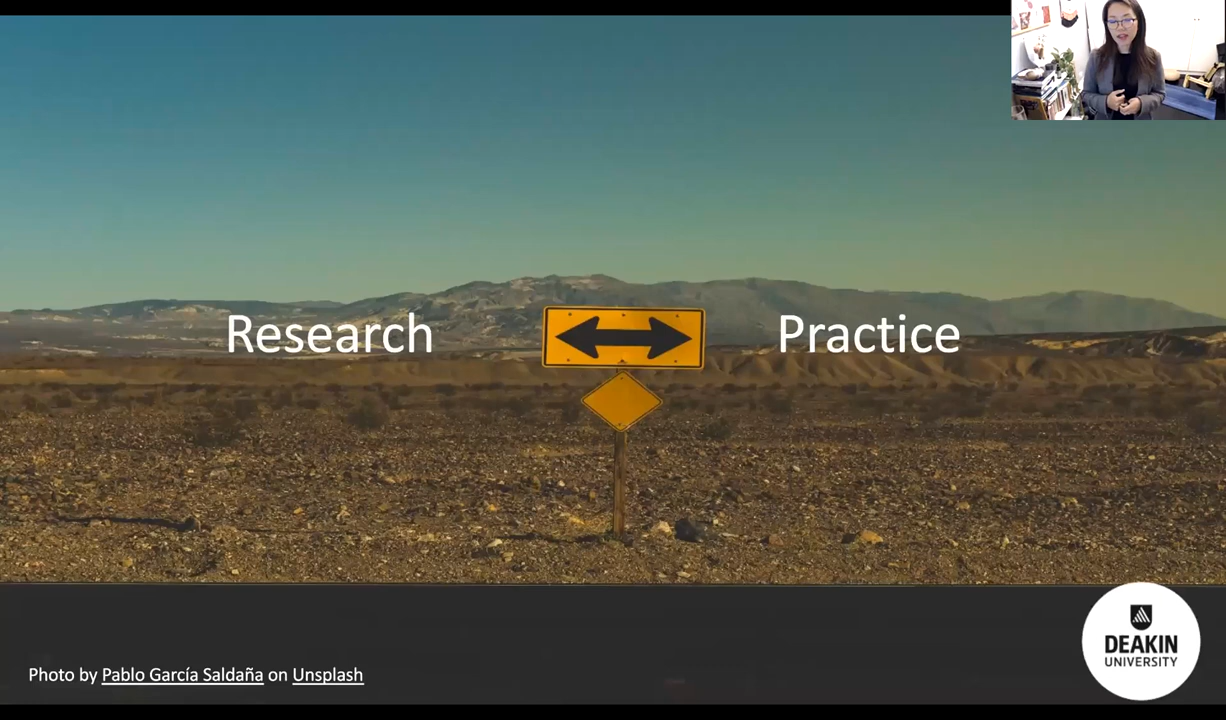 Research
Practice
DEAKIN
UNIVERSITY
Photo by Pablo García Saldaña on Unsplash